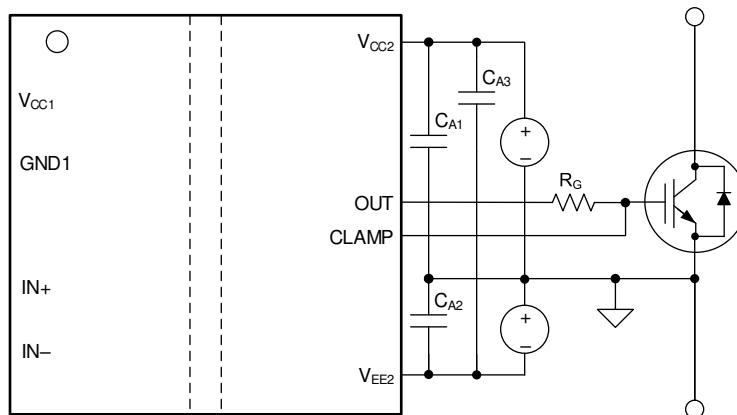 VCC2
CA3
VCC1
CA1
+
–
GND1
RG
OUT
CLAMP
IN+
CA2
+
–
IN–
VEE2